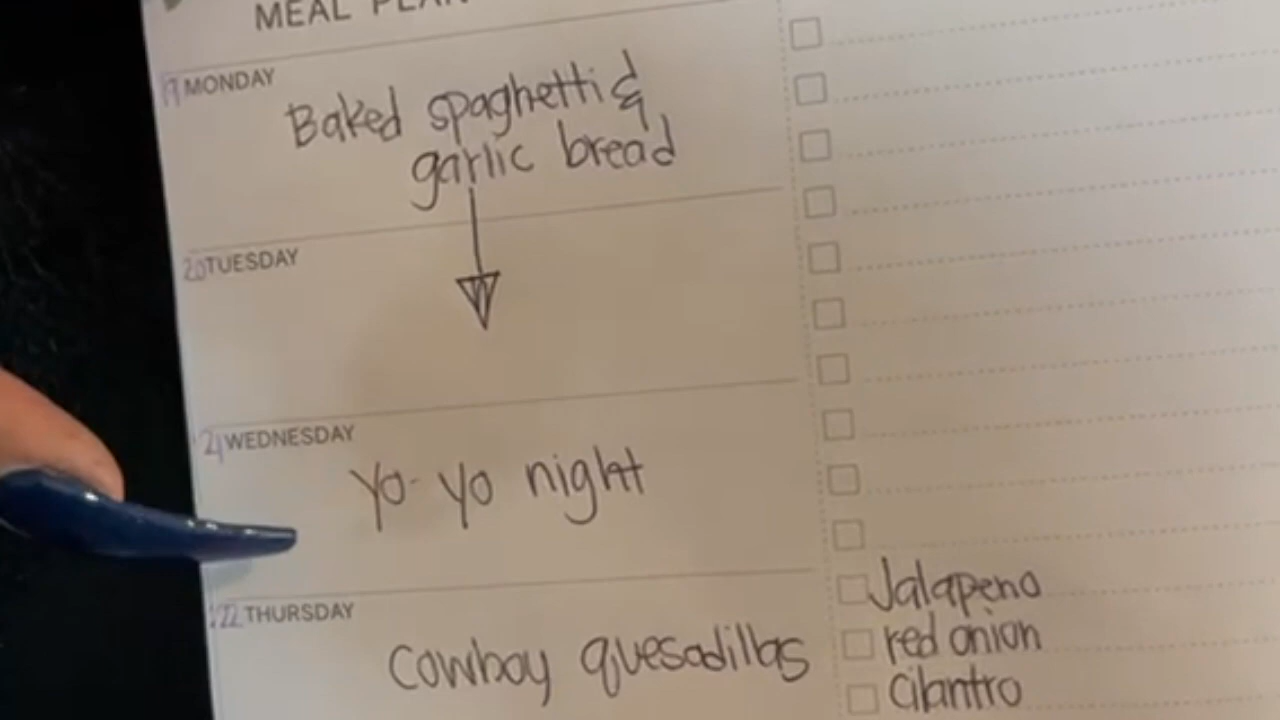 MEAL PLAN
19 MONDAY
Baked spaghetti &
garlic bread
20 TUESDAY
21 WEDNESDAY
Yo-yo night
22 THURSDAY
Cowboy quesadillas
Jalapeno
red onion
Cilantro